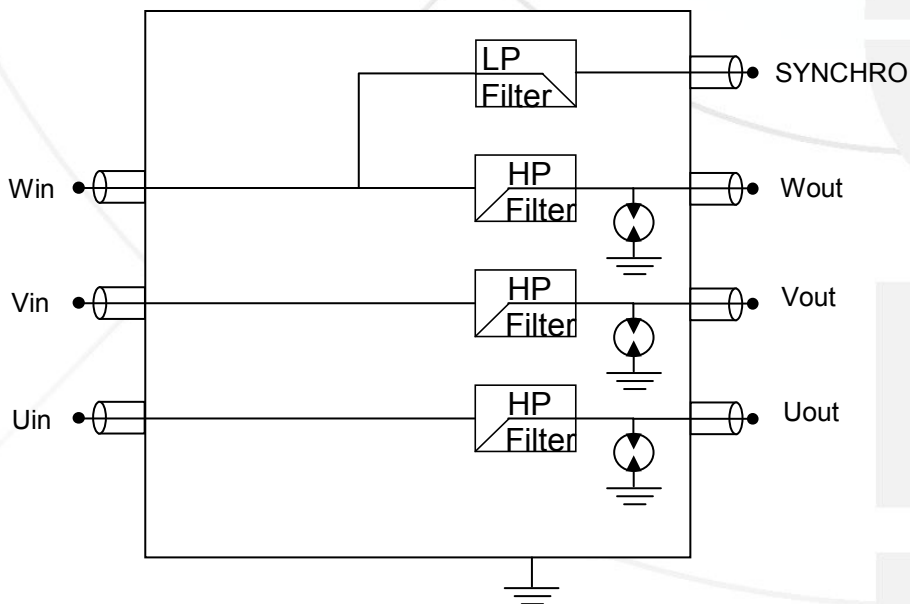 LP
Filter
SYNCHRO
Win
HP
Filter
Wout
Vin
HP
Filter
Vout
Uin
HP
Filter
Uout